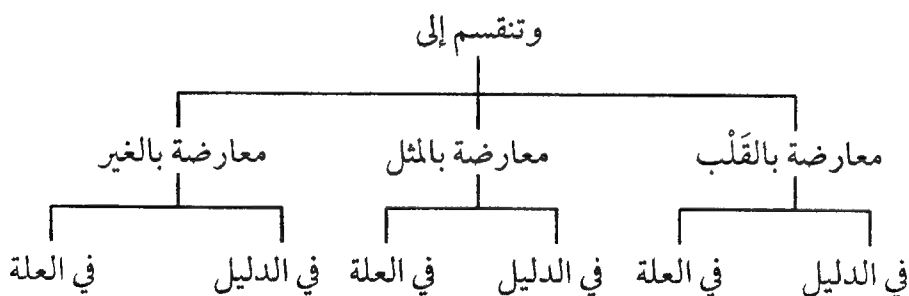 وتنقسم إلى
معارضة بالقَلْب معارضة بالمثل معارضة بالغير
في الدليل في العلة في الدليل في العلة في الدليل في العلة